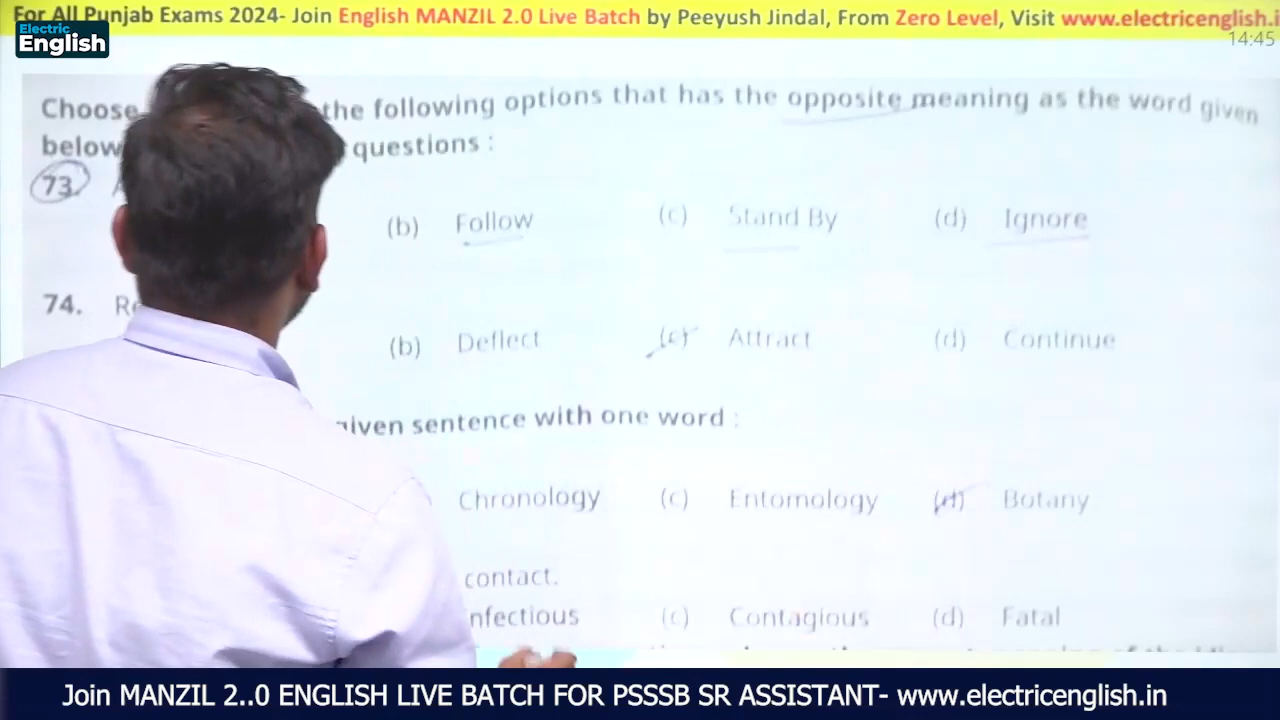 For All Punjab Exams 2024- Join English MANZIL 2.0 Live Batch by Peeyush Jindal, From Zero Level, Visit www.electricenglish.i
Electric
English
14:45
Choose the following options that has the opposite meaning as the word given
below questions :
73.
(b) Follow (c) Stand By (d) Ignore
74. Re
(b) Deflect (c) Attract (d) Continue
given sentence with one word :
Chronology (c) Entomology (d) Botany
contact.
nfectious (c) Contagious (d) Fatal
Join MANZIL 2..0 ENGLISH LIVE BATCH FOR PSSSB SR ASSISTANT- www.electricenglish.in